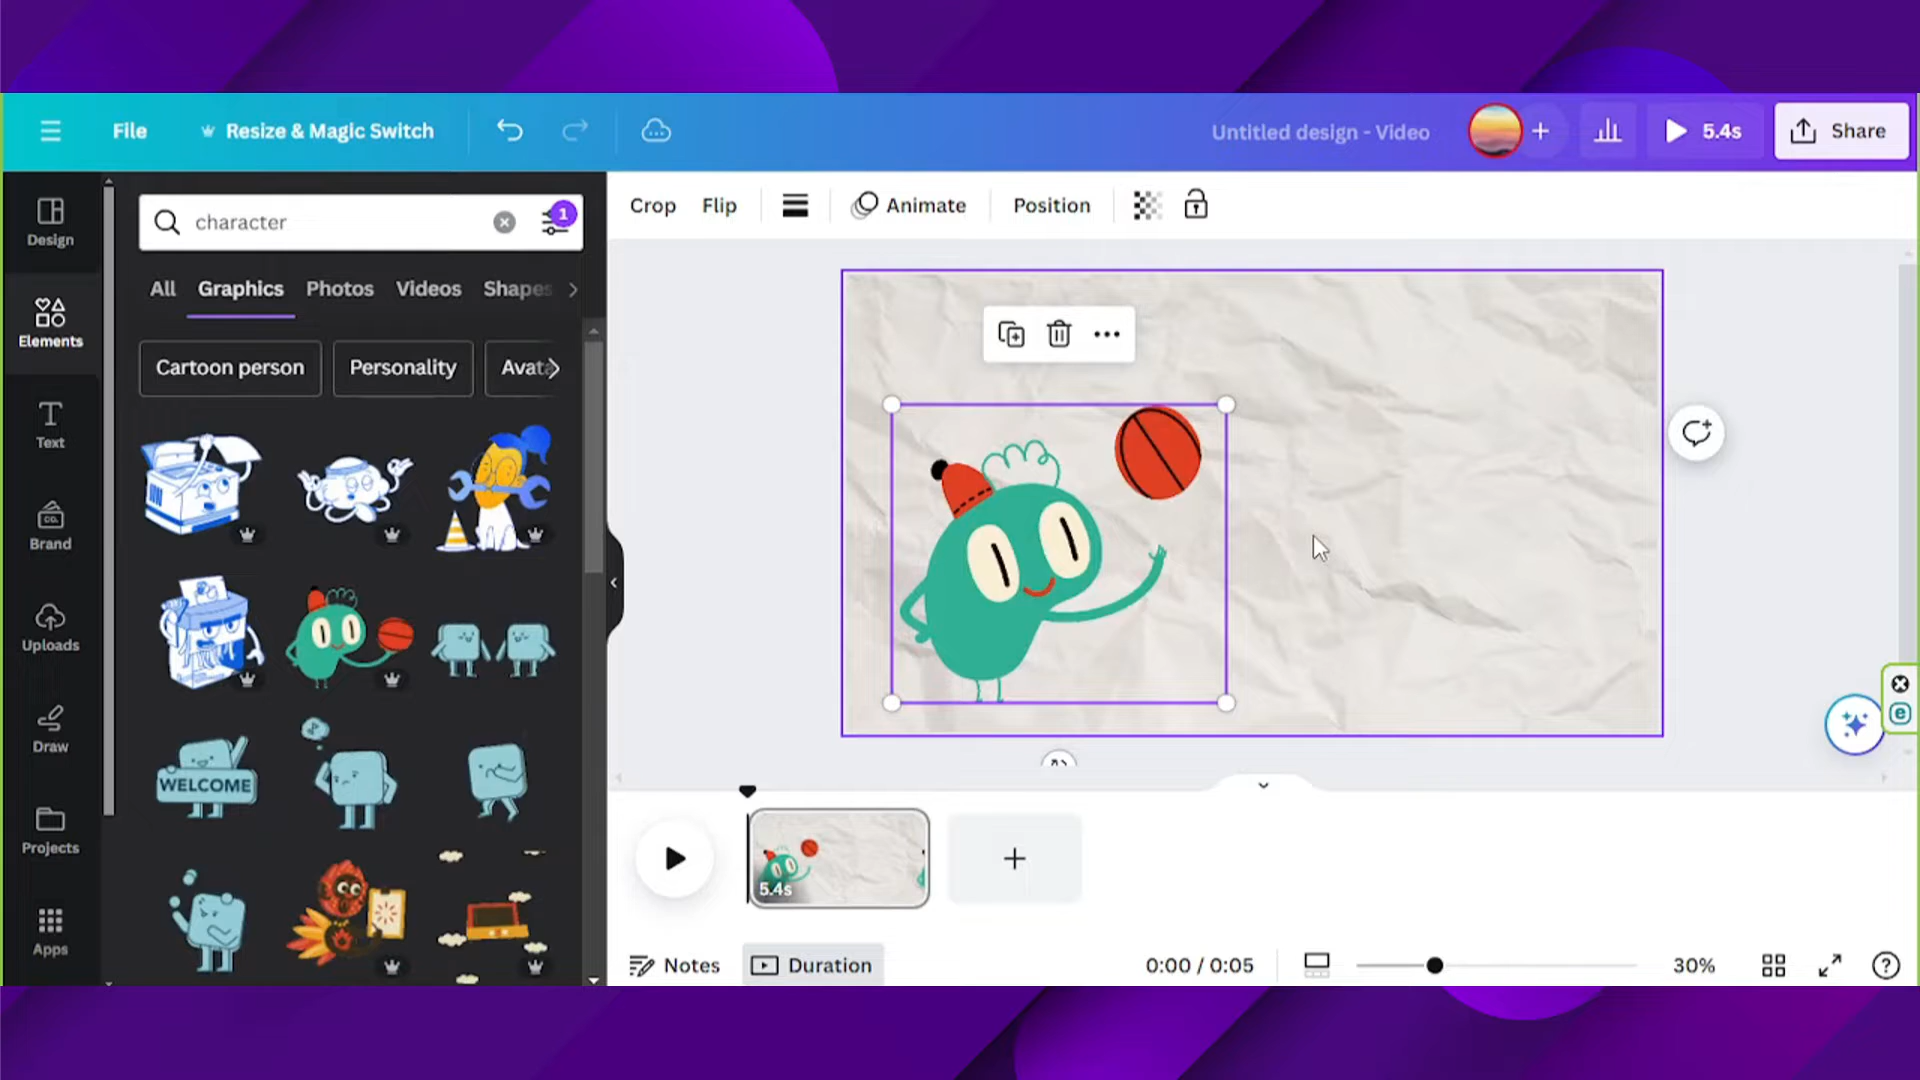 File
Resize & Magic Switch
Untitled design - Video
5.4s
Share
Design
Elements
Text
Brand
CO.
Uploads
Draw
Projects
Apps
character
1
All Graphics Photos Videos Shapes
Cartoon person
Personality
Avata
WELCOME
Crop Flip Animate Position
5.4s
Notes
Duration
0:00 / 0:05
30%